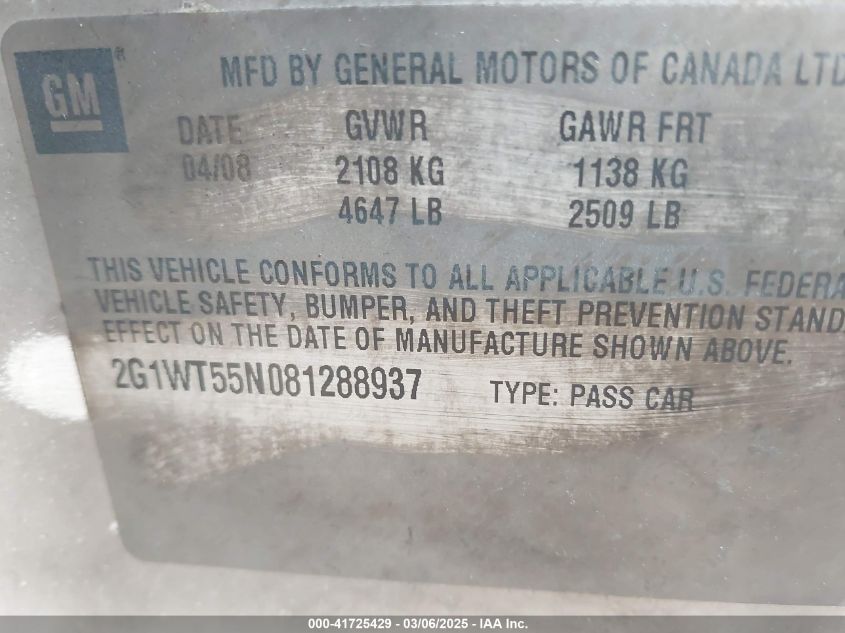 GM
MFD BY GENERAL MOTORS OF CANADA LTD
DATE GVWR GAWR FRT
04/08 2108 KG 1138 KG
4647 LB 2509 LB
THIS VEHICLE CONFORMS TO ALL APPLICABLE U.S. FEDERA
VEHICLE SAFETY, BUMPER, AND THEFT PREVENTION STAND
EFFECT ON THE DATE OF MANUFACTURE SHOWN ABOVE.
2G1WT55N081288937 TYPE: PASS CAR
000-41725429 - 03/06/2025 - IAA Inc.